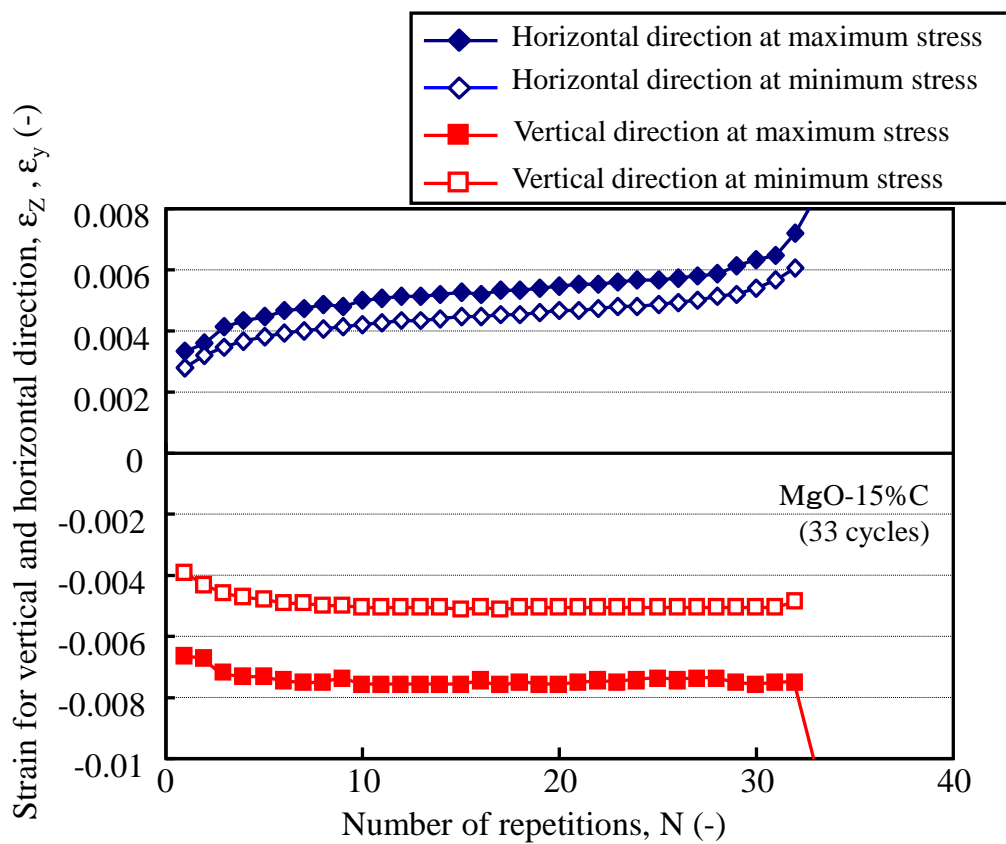 Horizontal direction at maximum stress
Horizontal direction at minimum stress
Vertical direction at maximum stress
Vertical direction at minimum stress
Strain for vertical and horizontal direction, εZ , εy (-)
0.008
0.006
0.004
0.002
0
-0.002
-0.004
-0.006
-0.008
-0.01
MgO-15%C
(33 cycles)
0 10 20 30 40
Number of repetitions, N (-)